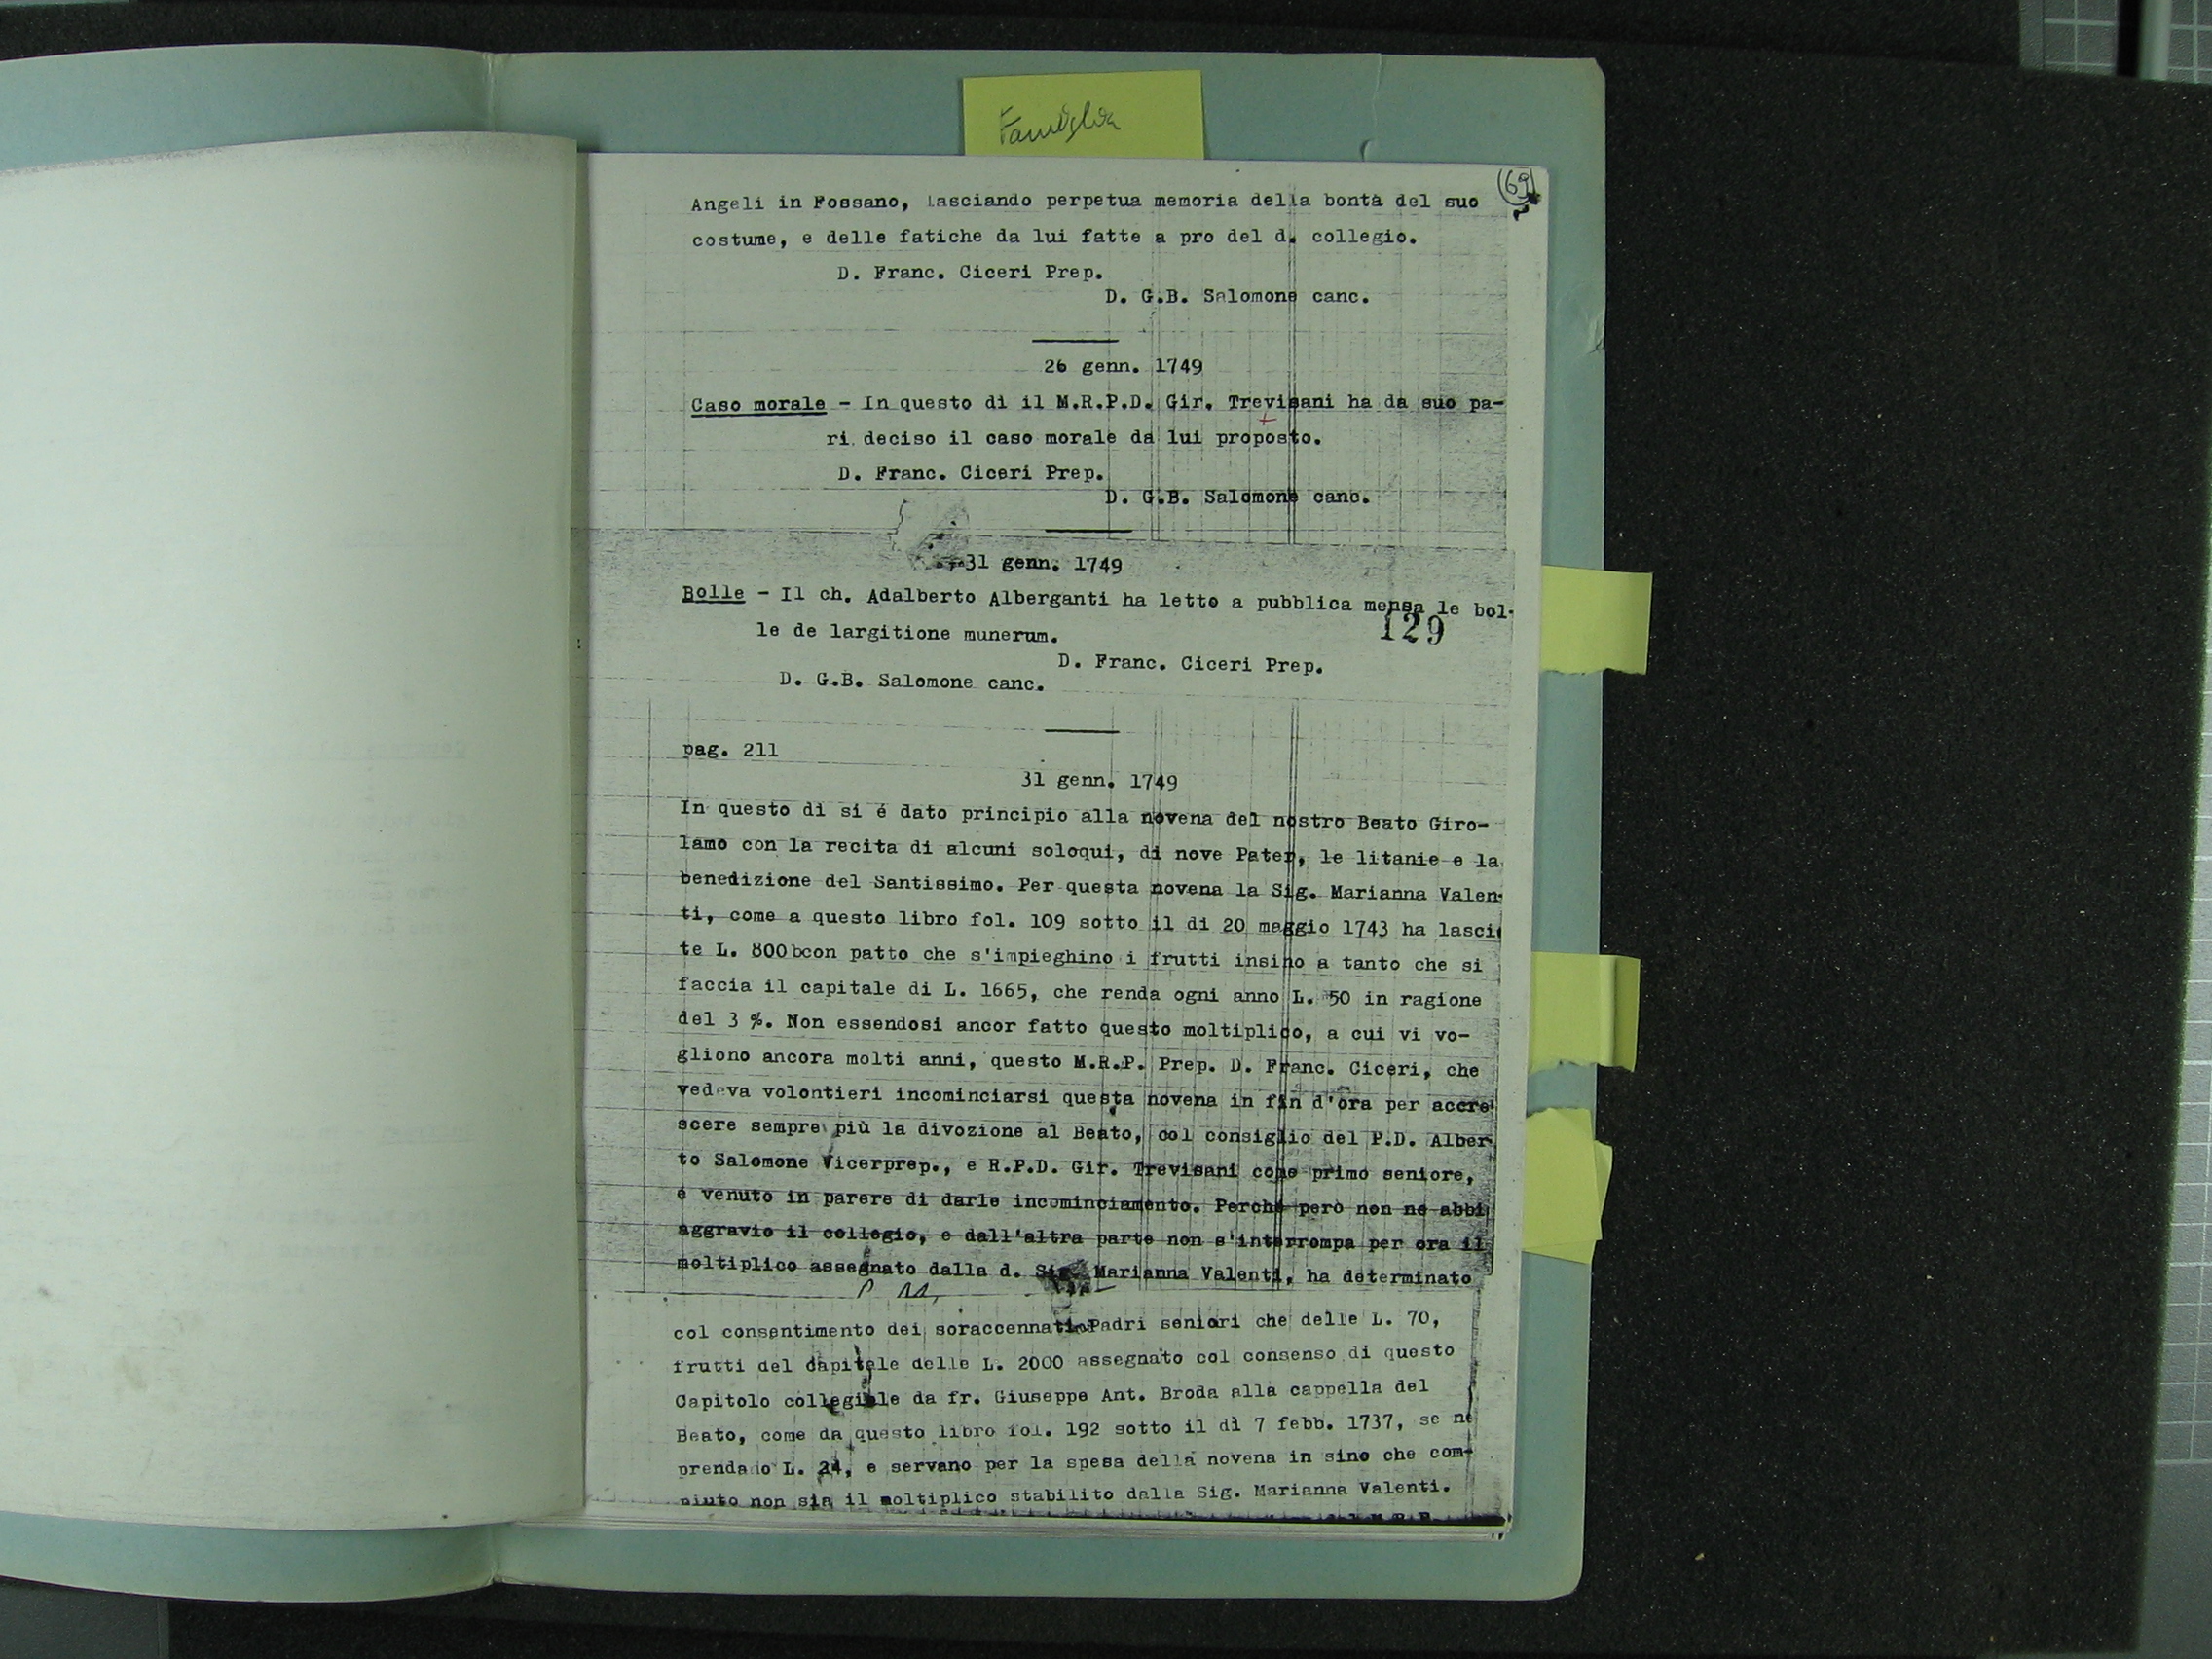 Famiglia
(69)
Angeli in Fossano, lasciando perpetua memoria della bontà del suo
costume, e delle fatiche da lui fatte a pro del d. collegio.
D. Franc. Ciceri Prep.
D. G.B. Salomone canc.
26 genn. 1749
Caso morale - In questo di il M.R.P.D. Gir. Trevisani ha da suo pa-
ri deciso il caso morale da lui proposto.
D. Franc. Ciceri Prep.
D. G.B. Salomone canc.
31 genn. 1749
Bolle - Il ch. Adalberto Alberganti ha letto a pubblica mensa le bol-
129
le de largitione munerum.
D. Franc. Ciceri Prep.
D. G.B. Salomone canc.
pag. 211
31 genn. 1749
In questo di si é dato principio alla novena del nostro Beato Giro-
lamo con la recita di alcuni soloqui, di nove Pater, le litanie e la
benedizione del Santissimo. Per questa novena la Sig. Marianna Valen-
ti, come a questo libro fol. 109 sotto il di 20 maggio 1743 ha lasci
te L. 800bcon patto che s'impieghino i frutti insino a tanto che si
faccia il capitale di L. 1665, che renda ogni anno L. 50 in ragione
del 3 %. Non essendosi ancor fatto questo moltiplico, a cui vi vo-
gliono ancora molti anni, questo M.R.P. Prep. D. Franc. Ciceri, che
vedeva volontieri incominciarsi questa novena in fin d'ora per accre
scere sempre più la divozione al Beato, col consiglio del P.D. Alber
to Salomone Vicerprep., e R.P.D. Gir. Trevisani come primo seniore,
é venuto in parere di darle incominciamento. Perché però non ne abbi
aggravio il collegio, e dall'altra parte non s'interrompa per ora il
moltiplico assegnato dalla d. Sig. Marianna Valenti, ha determinato
col consentimento dei soraccennati Padri seniori che delle L. 70,
frutti del capitale delle L. 2000 assegnato col consenso di questo
Capitolo collegiale da fr. Giuseppe Ant. Broda alla cappella del
Beato, come da questo libro fol. 192 sotto il dì 7 febb. 1737, se ne
prendano L. 24, e servano per la spesa della novena in sino che com-
piuto non sia il moltiplico stabilito dalla Sig. Marianna Valenti.